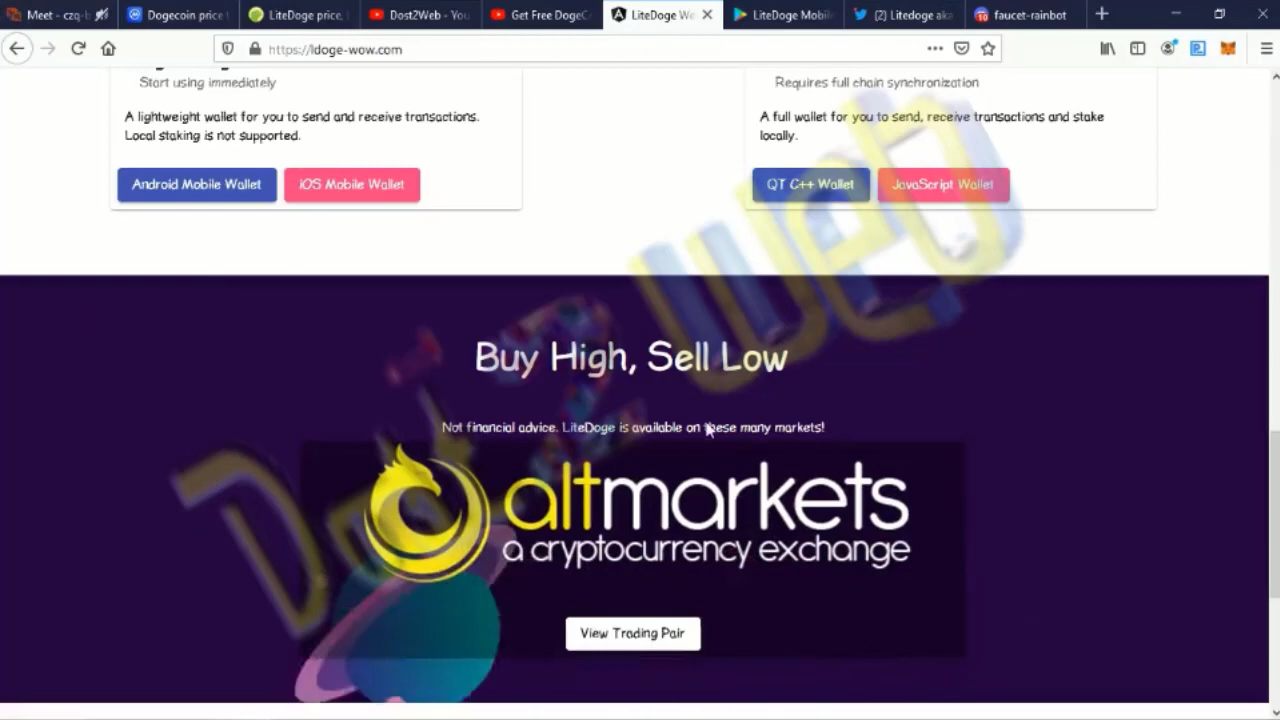 Meet - czq-
Dogecoin price t
LiteDoge price,
Dost2Web - You
Get Free DogeC
LiteDoge We
LiteDoge Mobil
(2) Litedoge aka
faucet-rainbot
https://ldoge-wow.com
Start using immediately
A lightweight wallet for you to send and receive transactions.
Local staking is not supported.
Android Mobile Wallet
iOS Mobile Wallet
Requires full chain synchronization
A full wallet for you to send, receive transactions and stake
locally.
QT C++ Wallet
JavaScript Wallet
Buy High, Sell Low
Not financial advice. LiteDoge is available on these many markets!
altmarkets
a cryptocurrency exchange
View Trading Pair
Dost 2 Web